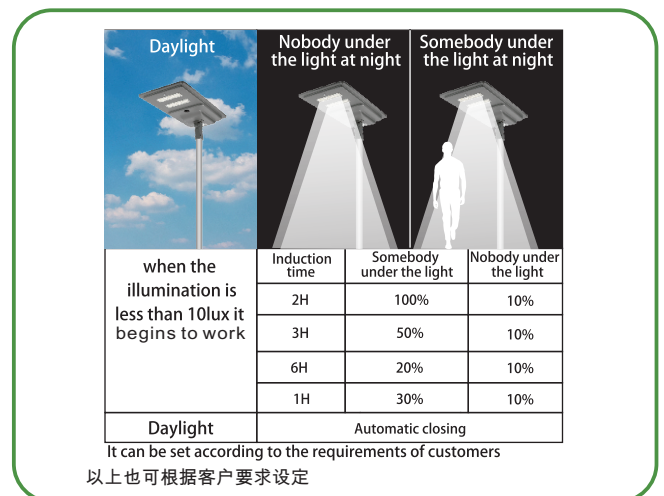 Daylight
Nobody under
the light at night
Somebody under
the light at night
when the
illumination is
less than 10lux it
begins to work
Induction
time
Somebody
under the light
Nobody under
the light
2H 100% 10%
3H 50% 10%
6H 20% 10%
1H 30% 10%
Daylight Automatic closing
It can be set according to the requirements of customers
以上也可根据客户要求设定